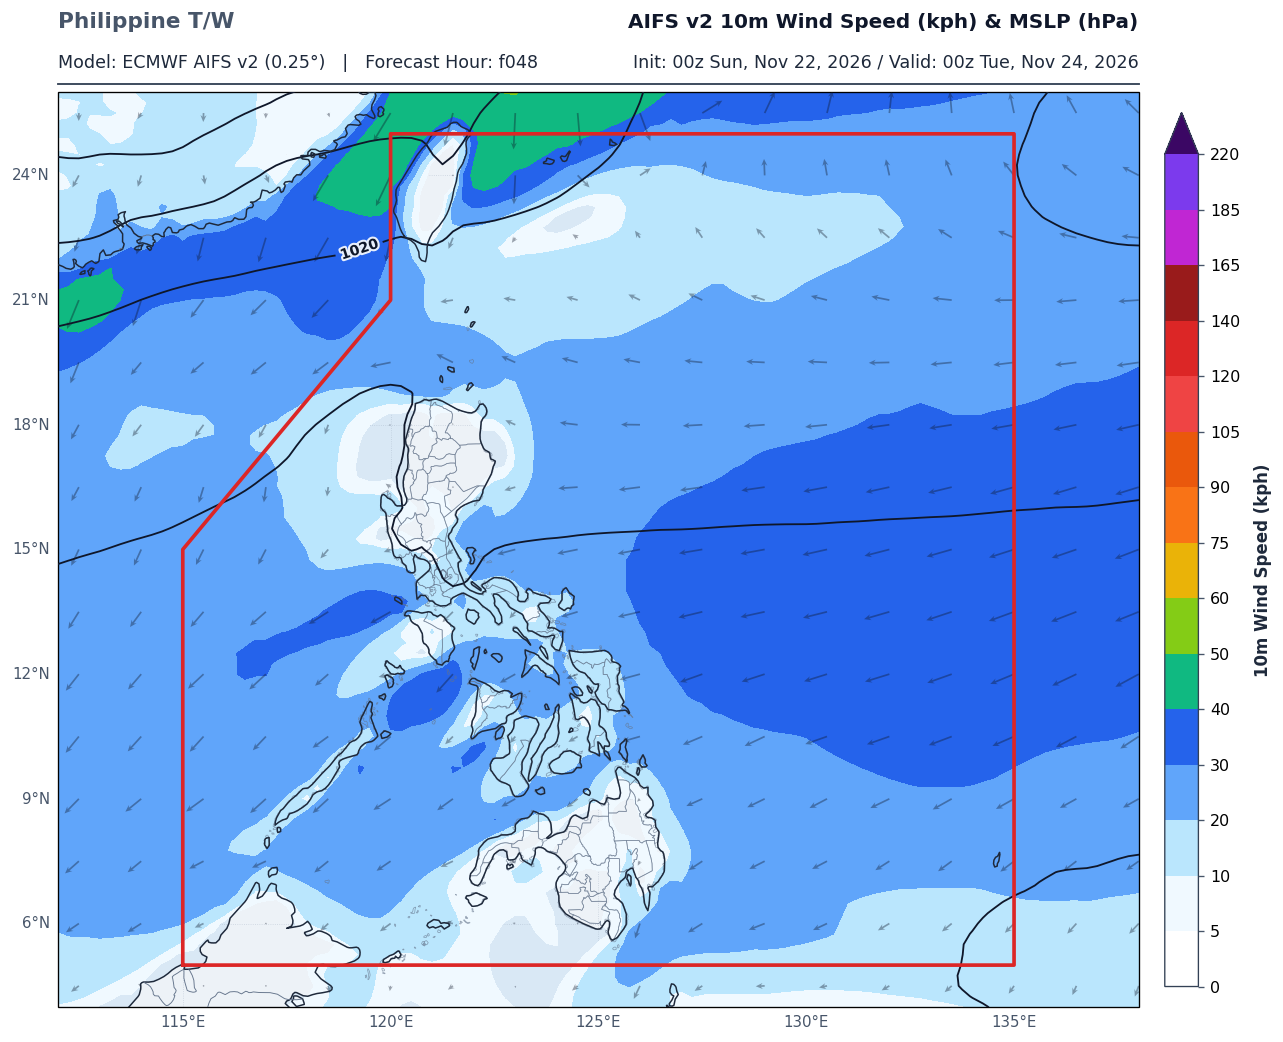 Philippine T/W
AIFS v2 10m Wind Speed (kph) & MSLP (hPa)
Model: ECMWF AIFS v2 (0.25°) | Forecast Hour: f048
Init: 00z Sun, Nov 22, 2026 / Valid: 00z Tue, Nov 24, 2026
24°N
21°N
18°N
15°N
12°N
9°N
6°N
115°E
120°E
125°E
130°E
135°E
1020
220
185
165
140
120
105
90
75
60
50
40
30
20
10
5
0
10m Wind Speed (kph)